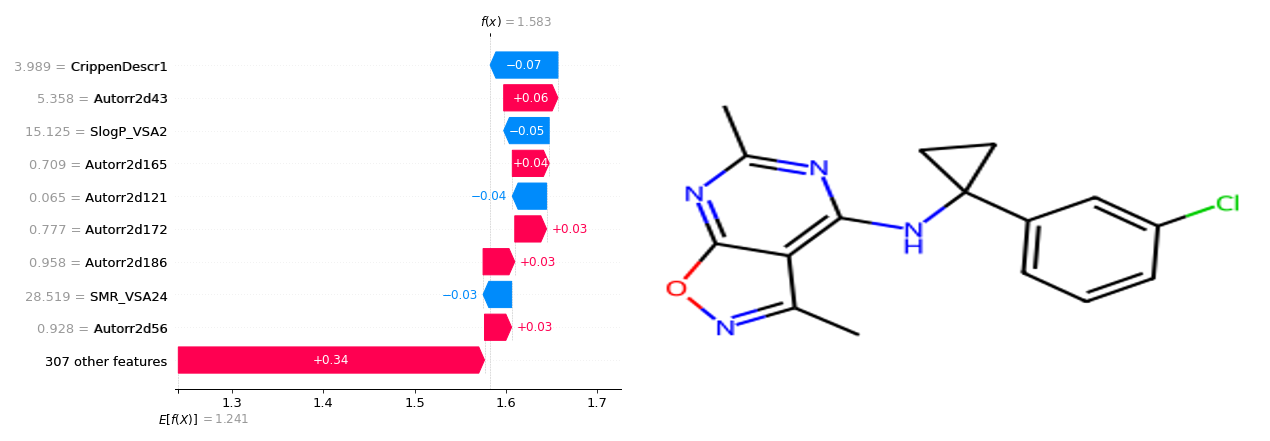 f(x) = 1.583
3.989 = CrippenDescr1
−0.07
5.358 = Autorr2d43
+0.06
15.125 = SlogP_VSA2
−0.05
0.709 = Autorr2d165
+0.04
0.065 = Autorr2d121
−0.04
0.777 = Autorr2d172
+0.03
0.958 = Autorr2d186
+0.03
28.519 = SMR_VSA24
−0.03
0.928 = Autorr2d56
+0.03
307 other features
+0.34
1.3 1.4 1.5 1.6 1.7
E[f(X)] = 1.241
N
N
Cl
N
H
O
N